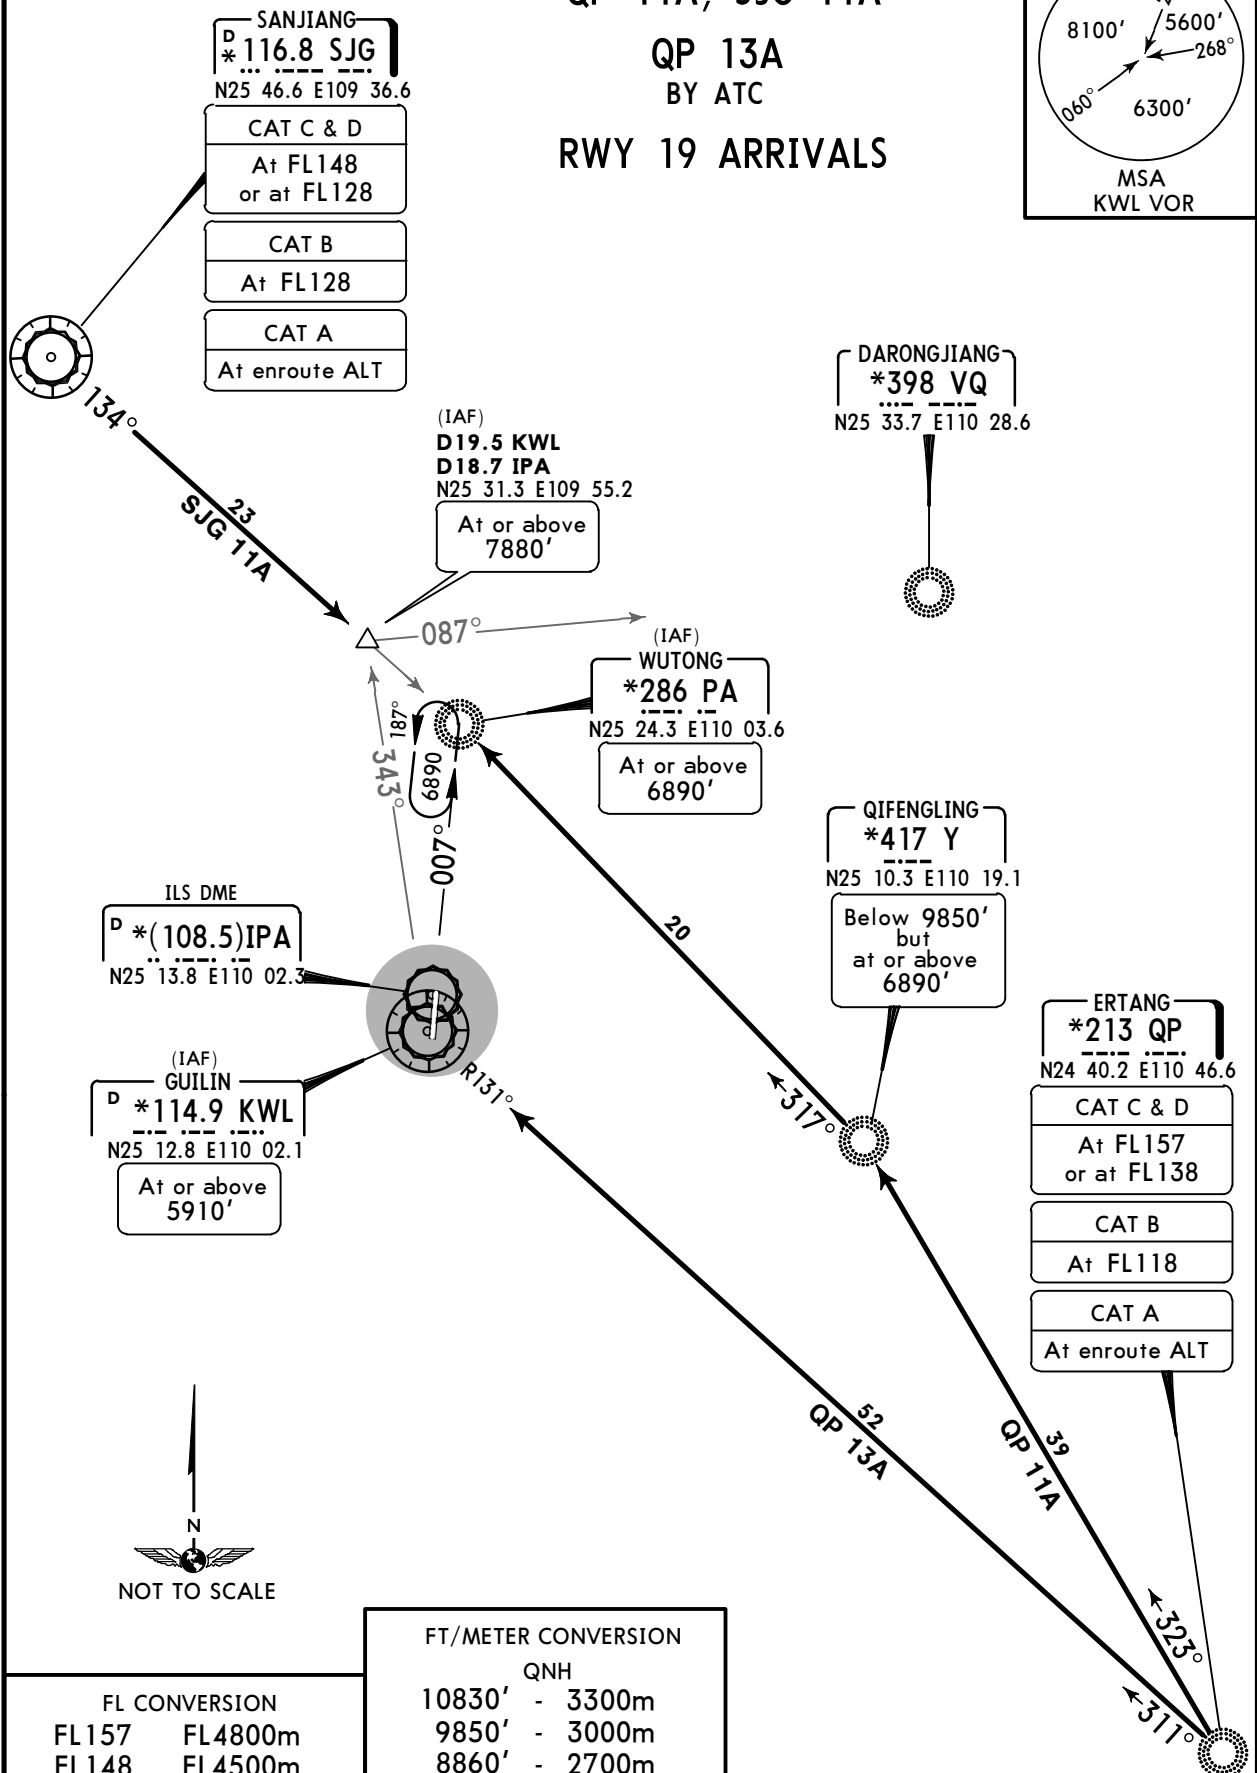 QP 11A, SJG 11A
QP 13A
BY ATC
RWY 19 ARRIVALS
8100'
5600'
268°
060°
6300'
MSA
KWL VOR
SANJIANG
D
* 116.8 SJG
N25 46.6 E109 36.6
CAT C & D
At FL148
or at FL128
CAT B
At FL128
CAT A
At enroute ALT
134°
23
SJG 11A
(IAF)
D19.5 KWL
D18.7 IPA
N25 31.3 E109 55.2
At or above
7880'
087°
DARONGJIANG
*398 VQ
N25 33.7 E110 28.6
(IAF)
WUTONG
*286 PA
N25 24.3 E110 03.6
At or above
6890'
187°
6890
343°
007°
20
QIFENGLING
*417 Y
N25 10.3 E110 19.1
Below 9850'
but
at or above
6890'
ILS DME
D *(108.5)IPA
N25 13.8 E110 02.3
(IAF)
GUILIN
D *114.9 KWL
N25 12.8 E110 02.1
At or above
5910'
R131°
317°
ERTANG
*213 QP
N24 40.2 E110 46.6
CAT C & D
At FL157
or at FL138
CAT B
At FL118
CAT A
At enroute ALT
52
QP 13A
39
QP 11A
323°
311°
N
NOT TO SCALE
FL CONVERSION
FL157 FL4800m
FL148 FL4500m
FT/METER CONVERSION
QNH
10830' - 3300m
9850' - 3000m
8860' - 2700m